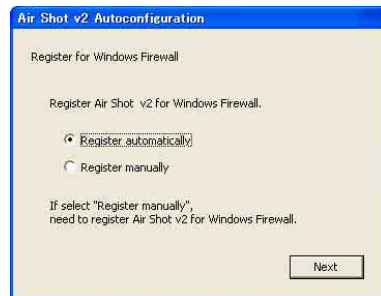 Air Shot v2 Autoconfiguration
Register for Windows Firewall
Register Air Shot v2 for Windows Firewall.
Register automatically
Register manually
If select "Register manually",
need to register Air Shot v2 for Windows Firewall.
Next